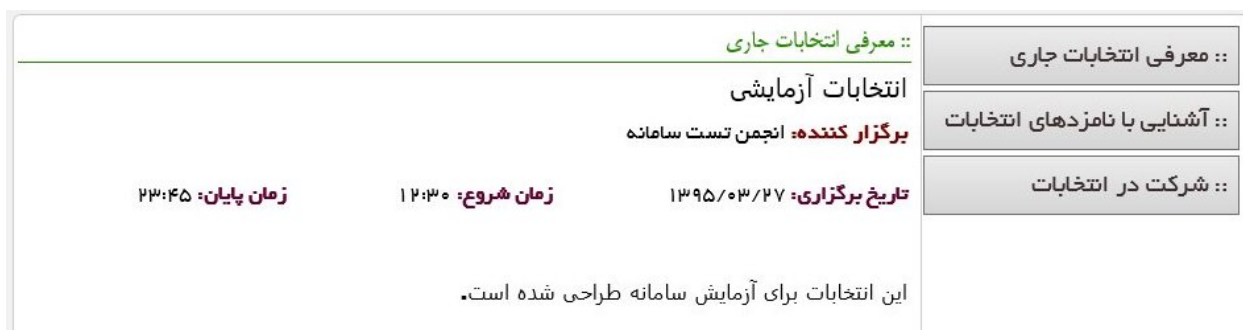 :: معرفی انتخابات جاری
:: آشنایی با نامزدهای انتخابات
:: شرکت در انتخابات
:: معرفی انتخابات جاری
انتخابات آزمایشی
برگزار کننده: انجمن تست سامانه
تاریخ برگزاری: ۱۳۹۵/۰۳/۲۷ زمان شروع: ۱۲:۳۰ زمان پایان: ۲۳:۴۵
این انتخابات برای آزمایش سامانه طراحی شده است.